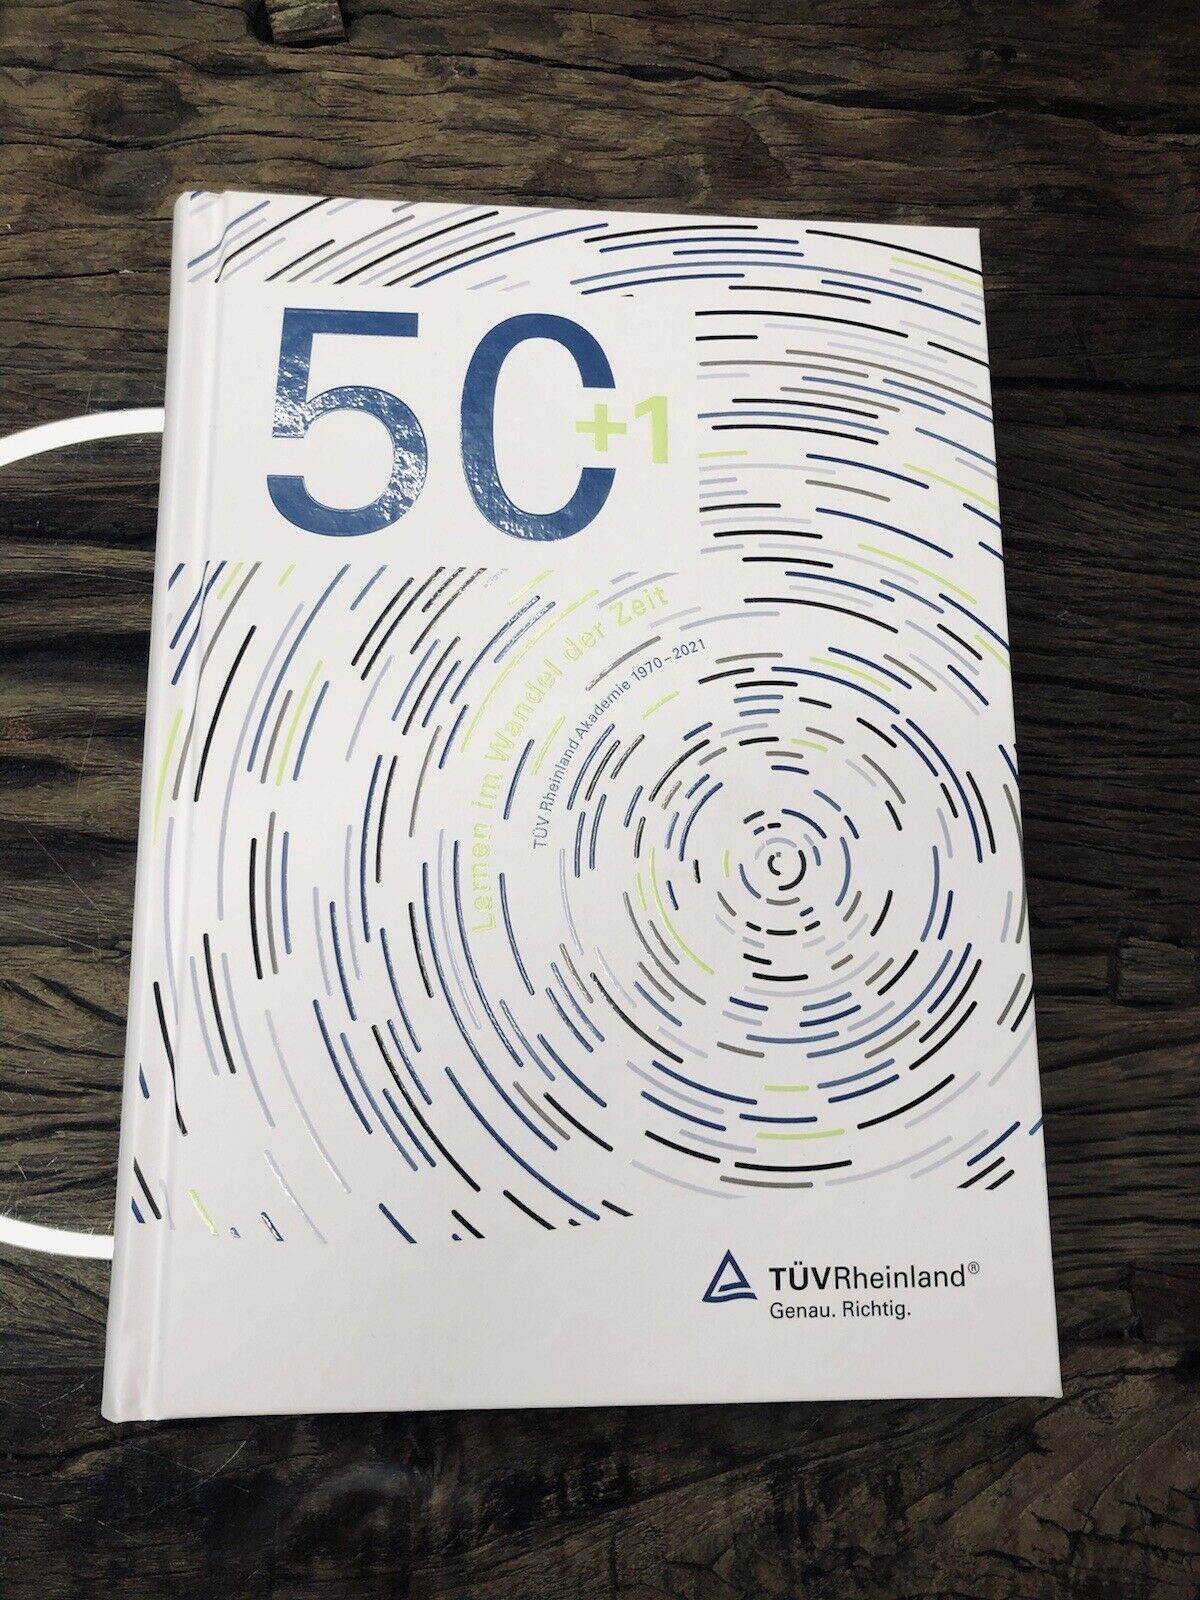 50+1
Lernen im Wandel der Zeit
TÜV Rheinland Akademie 1970–2021
TÜVRheinland®
Genau. Richtig.